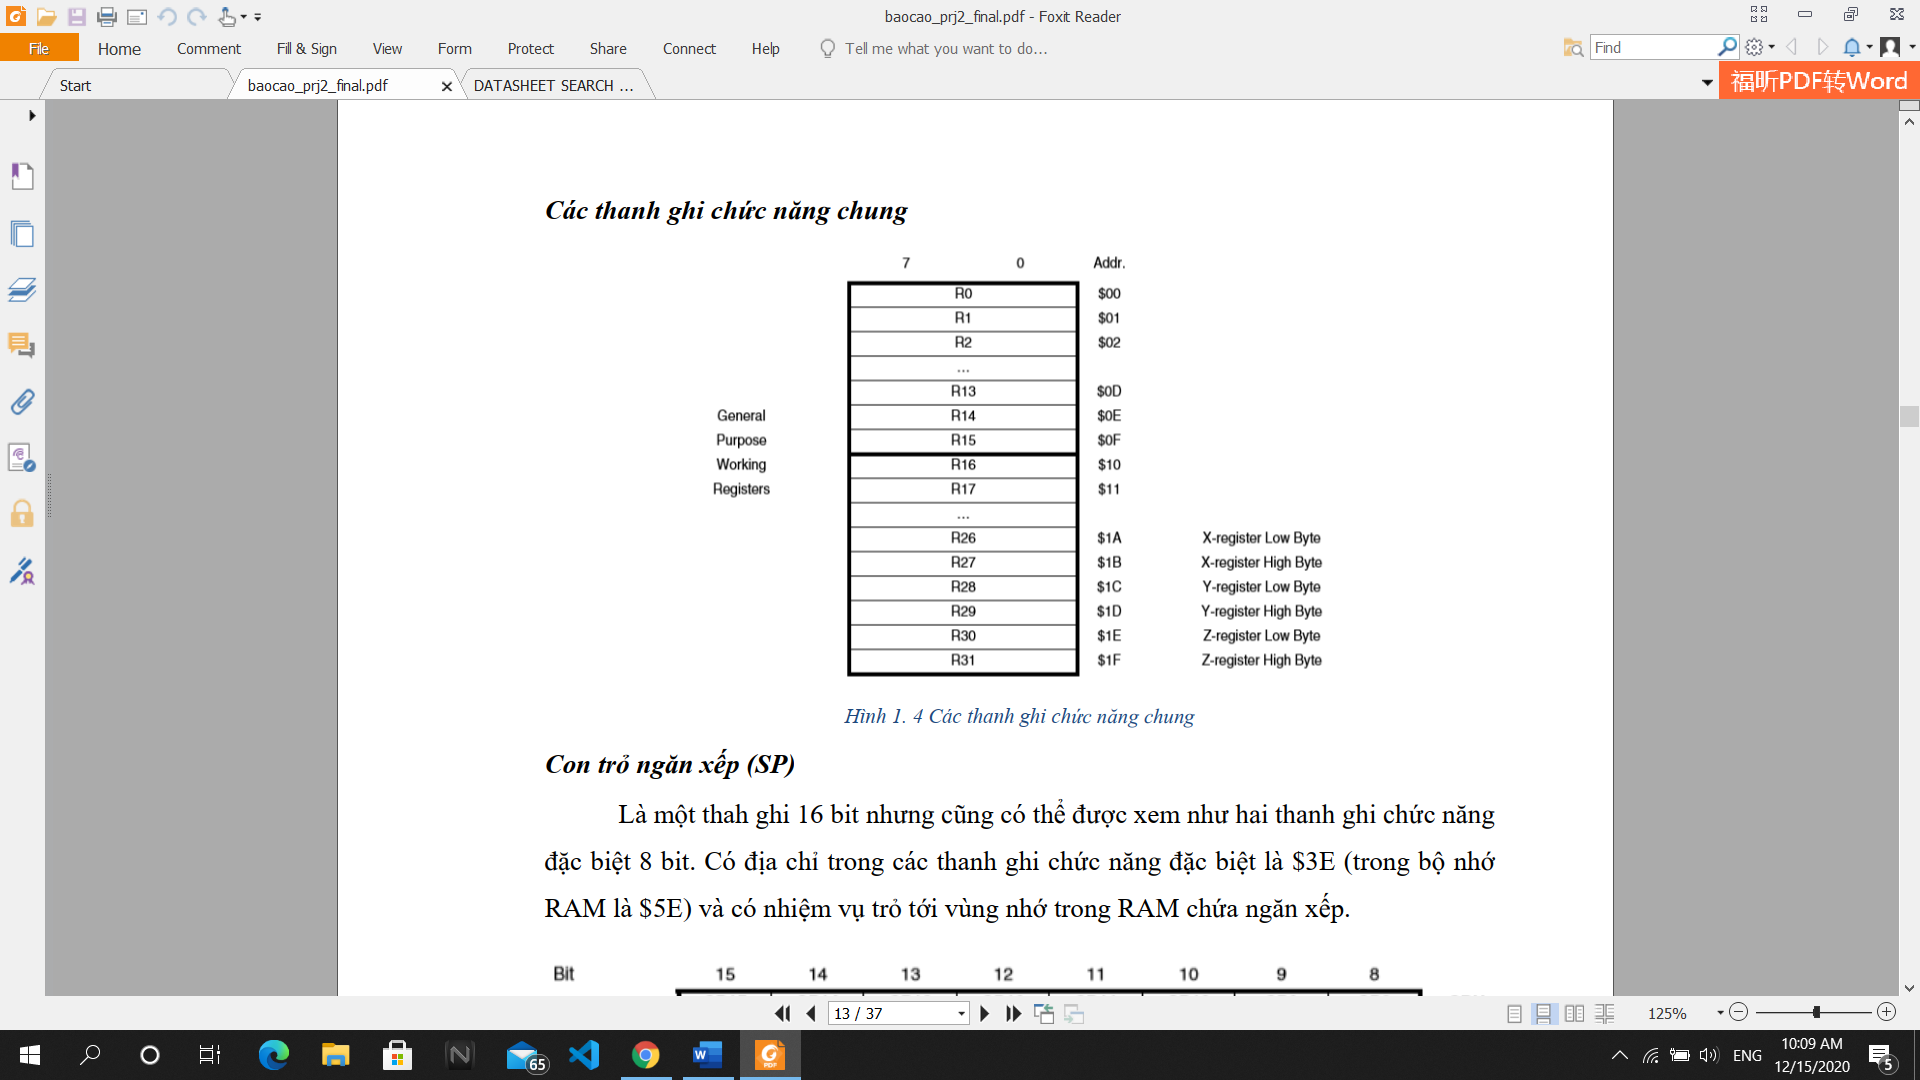 baocao_prj2_final.pdf - Foxit Reader
File Home Comment Fill & Sign View Form Protect Share Connect Help Tell me what you want to do... Find
Start baocao_prj2_final.pdf DATASHEET SEARCH ... 福昕PDF转Word
Các thanh ghi chức năng chung
7 0 Addr.
R0 $00
R1 $01
R2 $02
...
R13 $0D
General R14 $0E
Purpose R15 $0F
Working R16 $10
Registers R17 $11
...
R26 $1A X-register Low Byte
R27 $1B X-register High Byte
R28 $1C Y-register Low Byte
R29 $1D Y-register High Byte
R30 $1E Z-register Low Byte
R31 $1F Z-register High Byte
Hình 1. 4 Các thanh ghi chức năng chung
Con trỏ ngăn xếp (SP)
Là một thah ghi 16 bit nhưng cũng có thể được xem như hai thanh ghi chức năng
đặc biệt 8 bit. Có địa chỉ trong các thanh ghi chức năng đặc biệt là $3E (trong bộ nhớ
RAM là $5E) và có nhiệm vụ trỏ tới vùng nhớ trong RAM chứa ngăn xếp.
Bit 15 14 13 12 11 10 9 8
13 / 37 125%
65 ENG 10:09 AM
12/15/2020 5